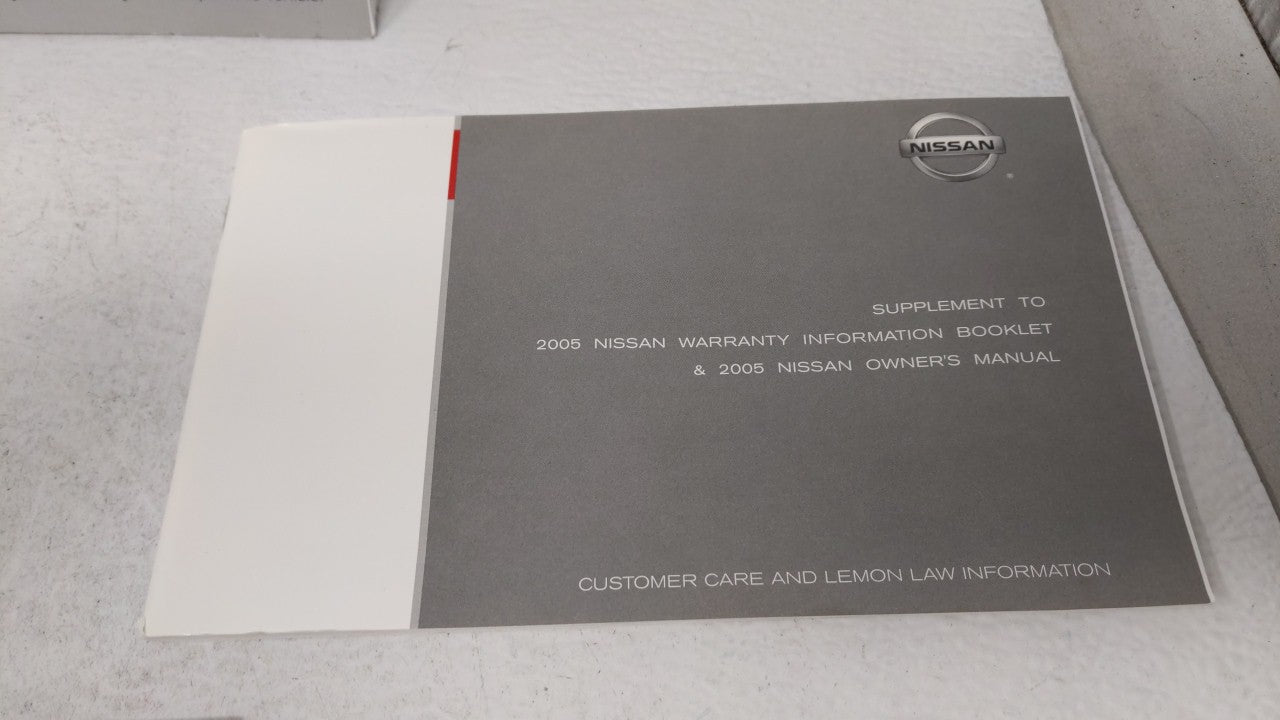 NISSAN
®
SUPPLEMENT TO
2005 NISSAN WARRANTY INFORMATION BOOKLET
& 2005 NISSAN OWNER'S MANUAL
CUSTOMER CARE AND LEMON LAW INFORMATION